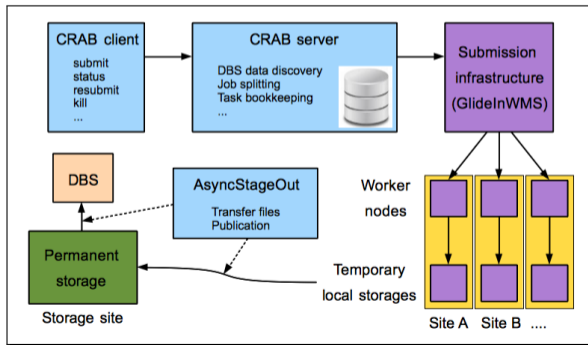 CRAB client
submit
status
resubmit
kill
...
CRAB server
DBS data discovery
Job splitting
Task bookkeeping
...
Submission
infrastructure
(GlideInWMS)
DBS
AsyncStageOut
Transfer files
Publication
Worker
nodes
Permanent
storage
Temporary
local storages
Storage site
Site A
Site B
....